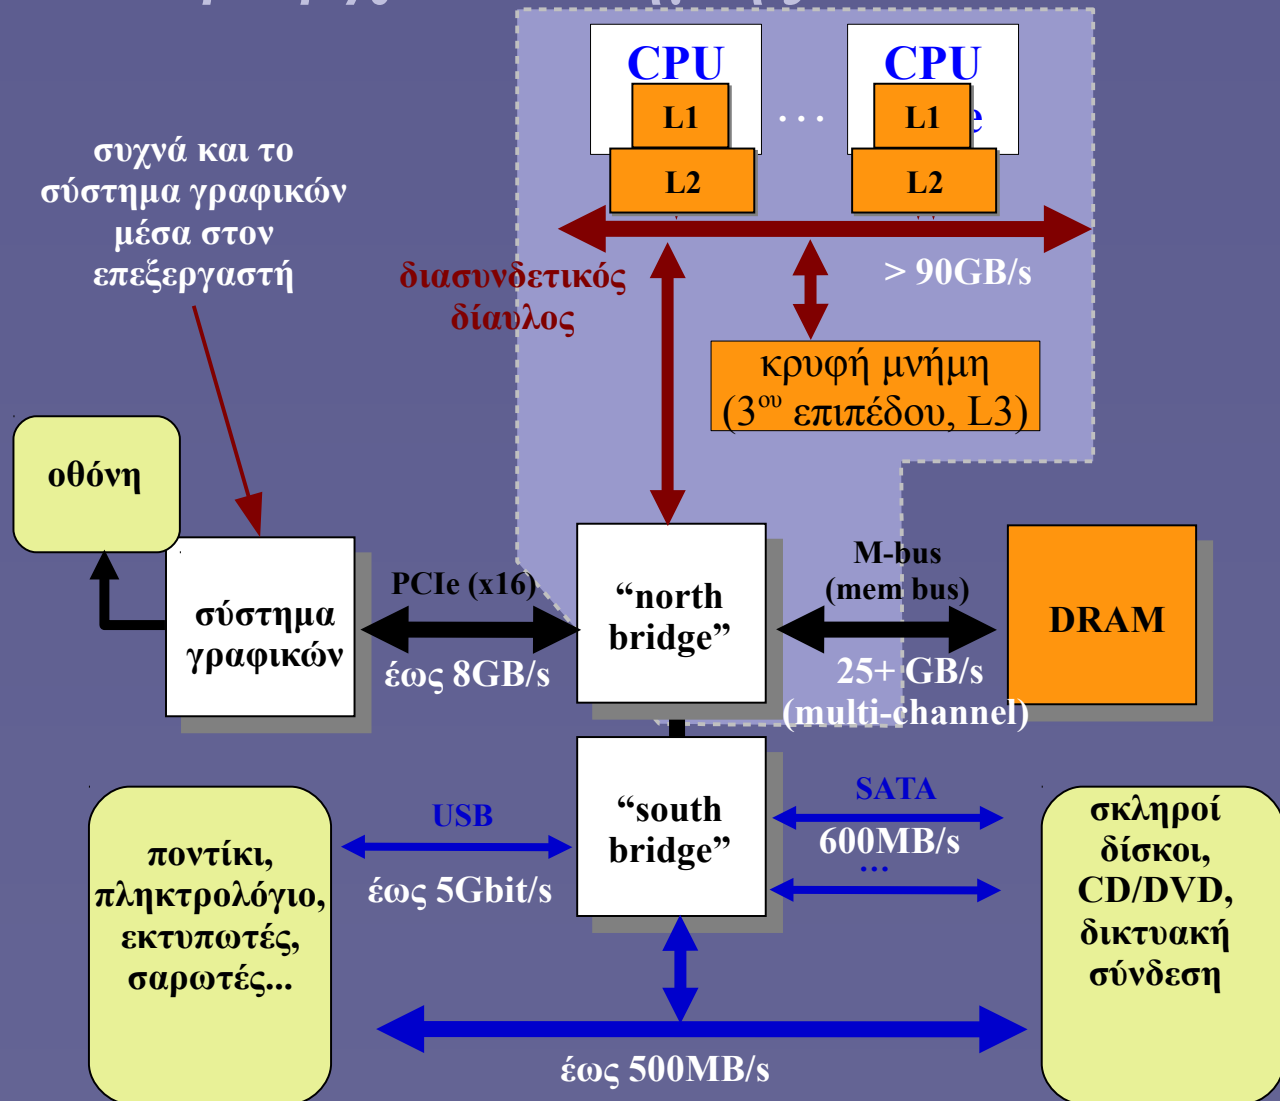 CPU
CPU
L1
L1
e
...
L2
L2
συχνά και το
σύστημα γραφικών
μέσα στον
επεξεργαστή
διασυνδετικός
δίαυλος
> 90GB/s
κρυφή μνήμη
(3ου επιπέδου, L3)
οθόνη
σύστημα
γραφικών
PCIe (x16)
έως 8GB/s
“north
bridge”
M-bus
(mem bus)
25+ GB/s
(multi-channel)
DRAM
“south
bridge”
USB
έως 5Gbit/s
SATA
600MB/s
...
ποντίκι,
πληκτρολόγιο,
εκτυπωτές,
σαρωτές...
σκληροί
δίσκοι,
CD/DVD,
δικτυακή
σύνδεση
έως 500MB/s